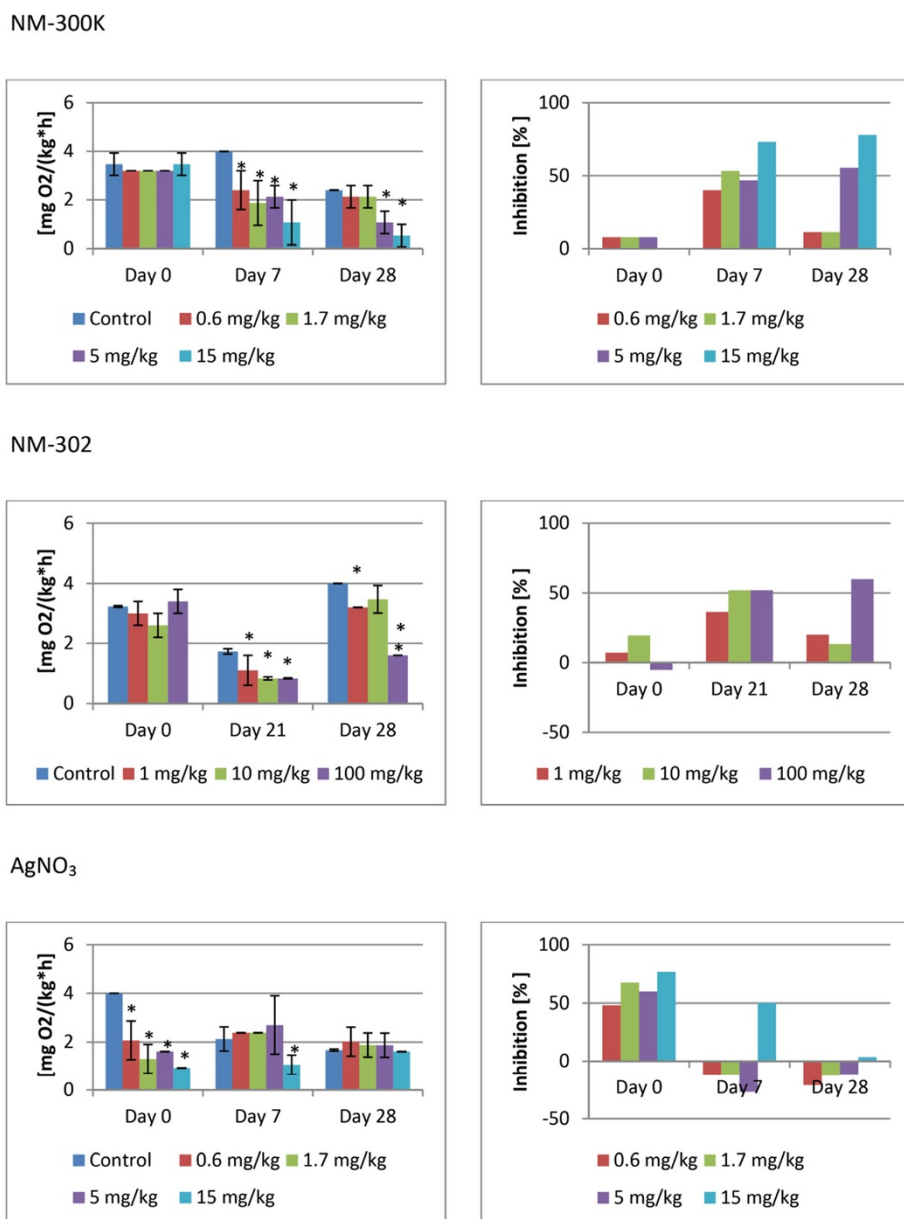 NM-300K
[mg O2/(kg*h]
6
4
2
0
* * * *
* *
Day 0 Day 7 Day 28
Control 0.6 mg/kg 1.7 mg/kg
5 mg/kg 15 mg/kg
Inhibition [%]
100
50
0
Day 0 Day 7 Day 28
0.6 mg/kg 1.7 mg/kg
5 mg/kg 15 mg/kg
NM-302
[mg O2/(kg*h]
6
4
2
0
* * *
* * *
Day 0 Day 21 Day 28
Control 1 mg/kg 10 mg/kg 100 mg/kg
Inhibition [% ]
100
50
0
-50
Day 0 Day 21 Day 28
1 mg/kg 10 mg/kg 100 mg/kg
AgNO₃
[mg O2/(kg*h]
6
4
2
0
* * * *
Day 0 Day 7 Day 28
Control 0.6 mg/kg 1.7 mg/kg
5 mg/kg 15 mg/kg
Inhibition [% ]
100
50
0
-50
Day 0 Day 7 Day 28
0.6 mg/kg 1.7 mg/kg
5 mg/kg 15 mg/kg